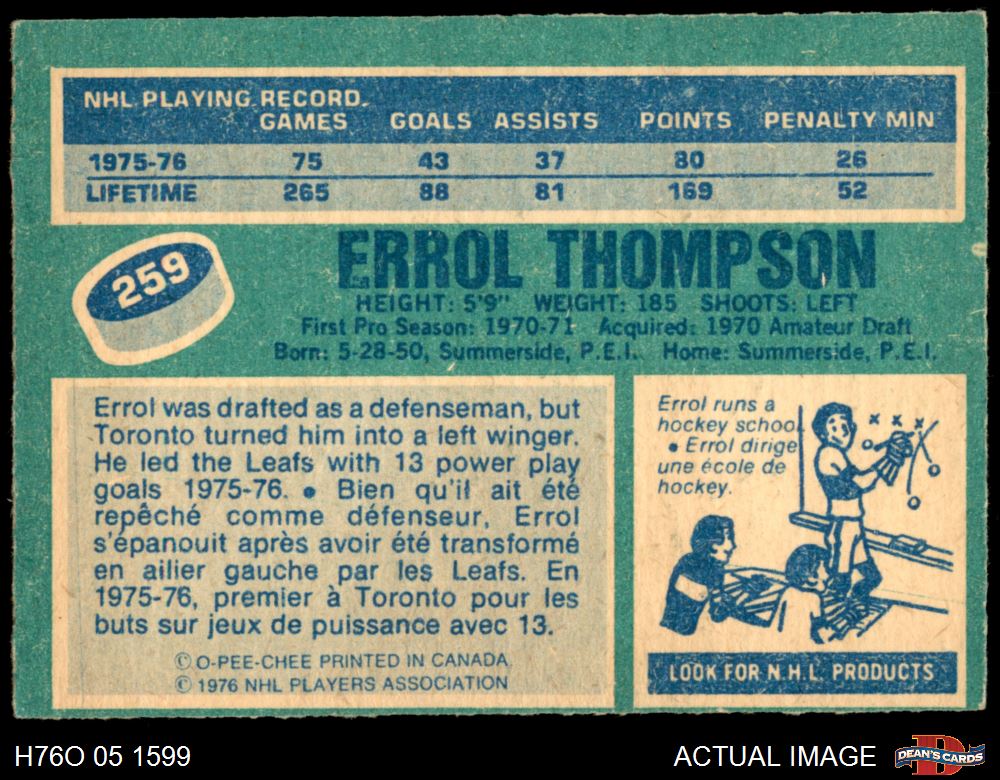 NHL PLAYING RECORD
GAMES GOALS ASSISTS POINTS PENALTY MIN
1975-76 75 43 37 80 26
LIFETIME 265 88 81 169 52
259
ERROL THOMPSON
HEIGHT: 5'9" WEIGHT: 185 SHOOTS: LEFT
First Pro Season: 1970-71 Acquired: 1970 Amateur Draft
Born: 5-28-50, Summerside, P.E.I. Home: Summerside, P.E.I.
Errol was drafted as a defenseman, but
Toronto turned him into a left winger.
He led the Leafs with 13 power play
goals 1975-76. • Bien qu'il ait été
repêché comme défenseur, Errol
s'épanouit après avoir été transformé
en ailier gauche par les Leafs. En
1975-76, premier à Toronto pour les
buts sur jeux de puissance avec 13.
© O-PEE-CHEE PRINTED IN CANADA
© 1976 NHL PLAYERS ASSOCIATION
Errol runs a
hockey school.
• Errol dirige
une école de
hockey.
LOOK FOR N.H.L. PRODUCTS
H76O 05 1599
ACTUAL IMAGE
D
DEAN'S CARDS